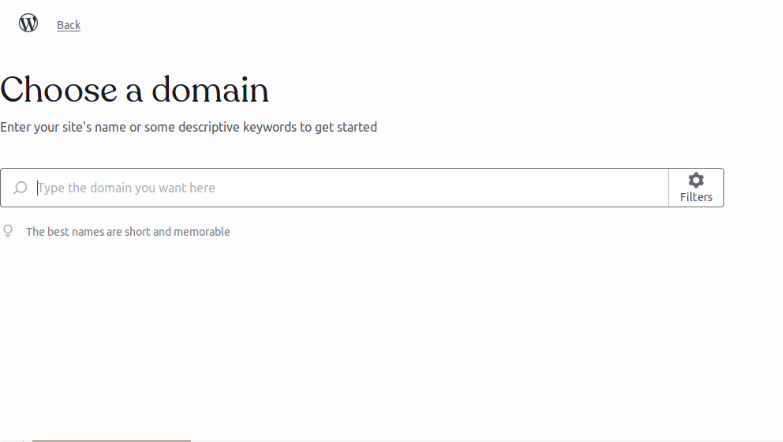 Back
Choose a domain
Enter your site's name or some descriptive keywords to get started
Type the domain you want here
Filters
The best names are short and memorable